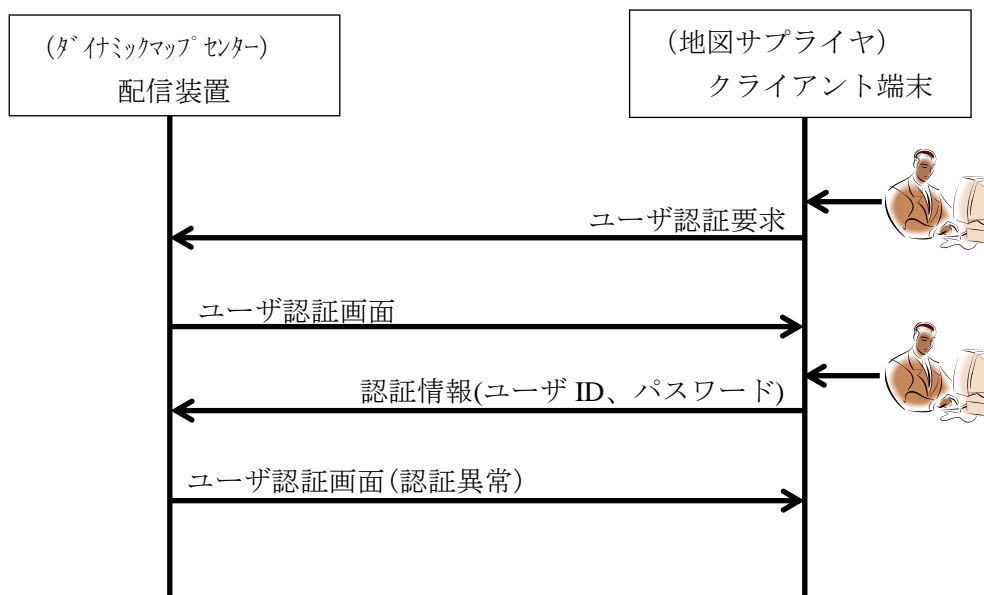 (ﾀﾞｲﾅﾐｯｸﾏｯﾌﾟｾﾝﾀｰ)
配信装置
(地図サプライヤ)
クライアント端末
ユーザ認証要求
ユーザ認証画面
認証情報(ユーザ ID、パスワード)
ユーザ認証画面(認証異常)